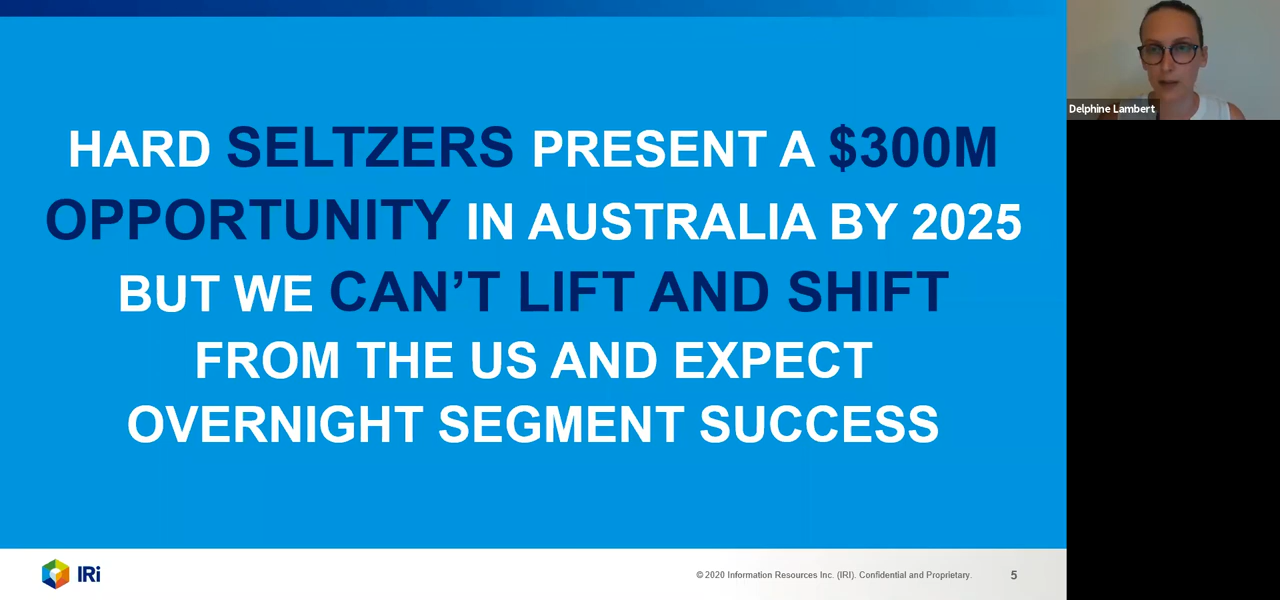 HARD SELTZERS PRESENT A $300M
OPPORTUNITY IN AUSTRALIA BY 2025
BUT WE CAN’T LIFT AND SHIFT
FROM THE US AND EXPECT
OVERNIGHT SEGMENT SUCCESS
Delphine Lambert
IRi
© 2020 Information Resources Inc. (IRI). Confidential and Proprietary.
5